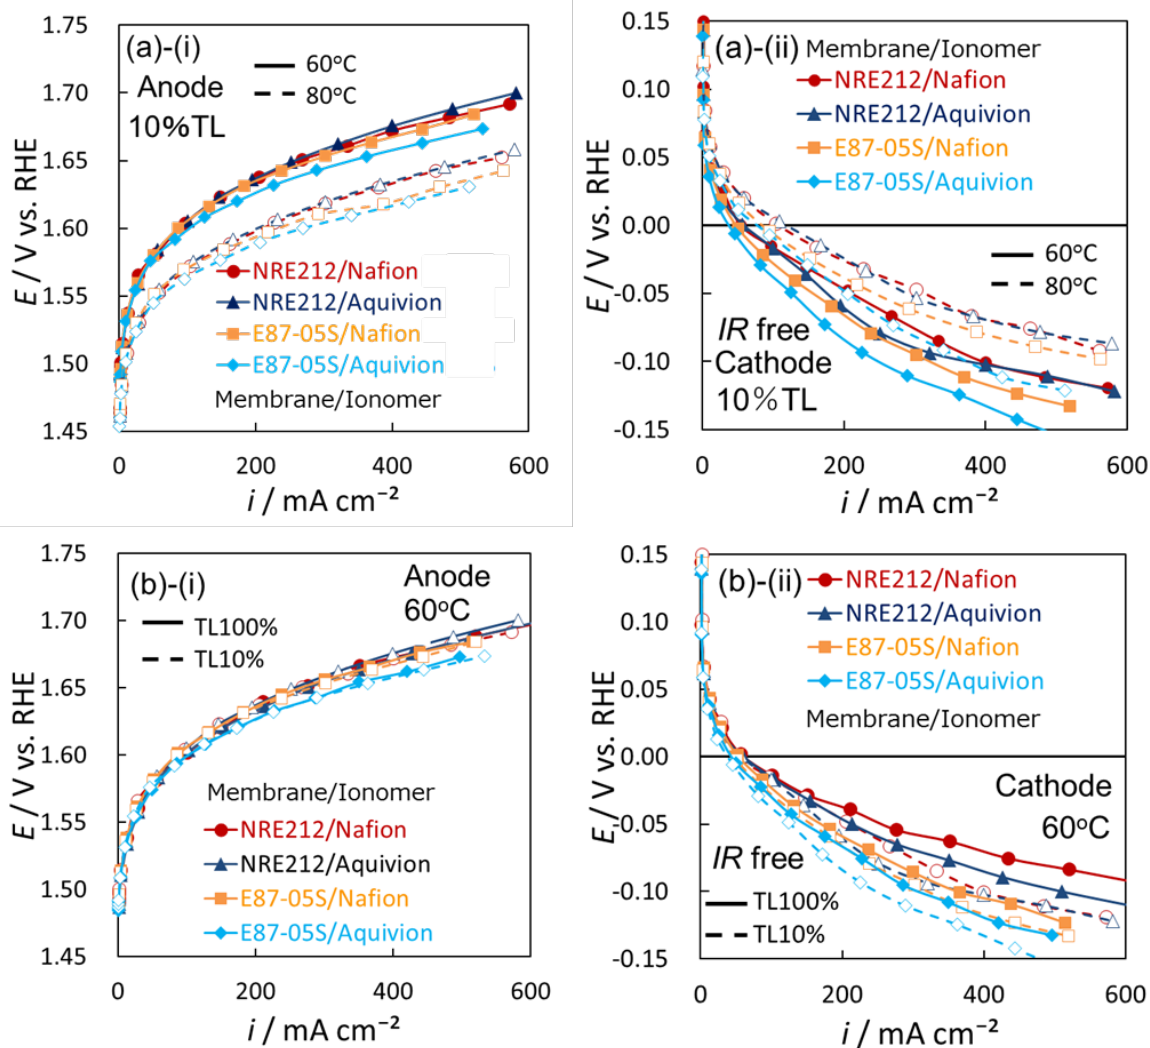 (a)-(i)
Anode
10%TL
60°C
80°C
1.75
1.70
1.65
1.60
1.55
1.50
1.45
E / V vs. RHE
NRE212/Nafion
NRE212/Aquivion
E87-05S/Nafion
E87-05S/Aquivion
Membrane/Ionomer
0 200 400 600
i / mA cm⁻²
(a)-(ii)
Membrane/Ionomer
NRE212/Nafion
NRE212/Aquivion
E87-05S/Nafion
E87-05S/Aquivion
0.15
0.10
0.05
0.00
-0.05
-0.10
-0.15
E / V vs. RHE
60°C
80°C
IR free
Cathode
10%TL
0 200 400 600
i / mA cm⁻²
(b)-(i)
Anode
60°C
TL100%
TL10%
1.75
1.70
1.65
1.60
1.55
1.50
1.45
E / V vs. RHE
Membrane/Ionomer
NRE212/Nafion
NRE212/Aquivion
E87-05S/Nafion
E87-05S/Aquivion
0 200 400 600
i / mA cm⁻²
(b)-(ii)
NRE212/Nafion
NRE212/Aquivion
E87-05S/Nafion
E87-05S/Aquivion
Membrane/Ionomer
0.15
0.10
0.05
0.00
-0.05
-0.10
-0.15
E / V vs. RHE
Cathode
60°C
IR free
TL100%
TL10%
0 200 400 600
i / mA cm⁻²